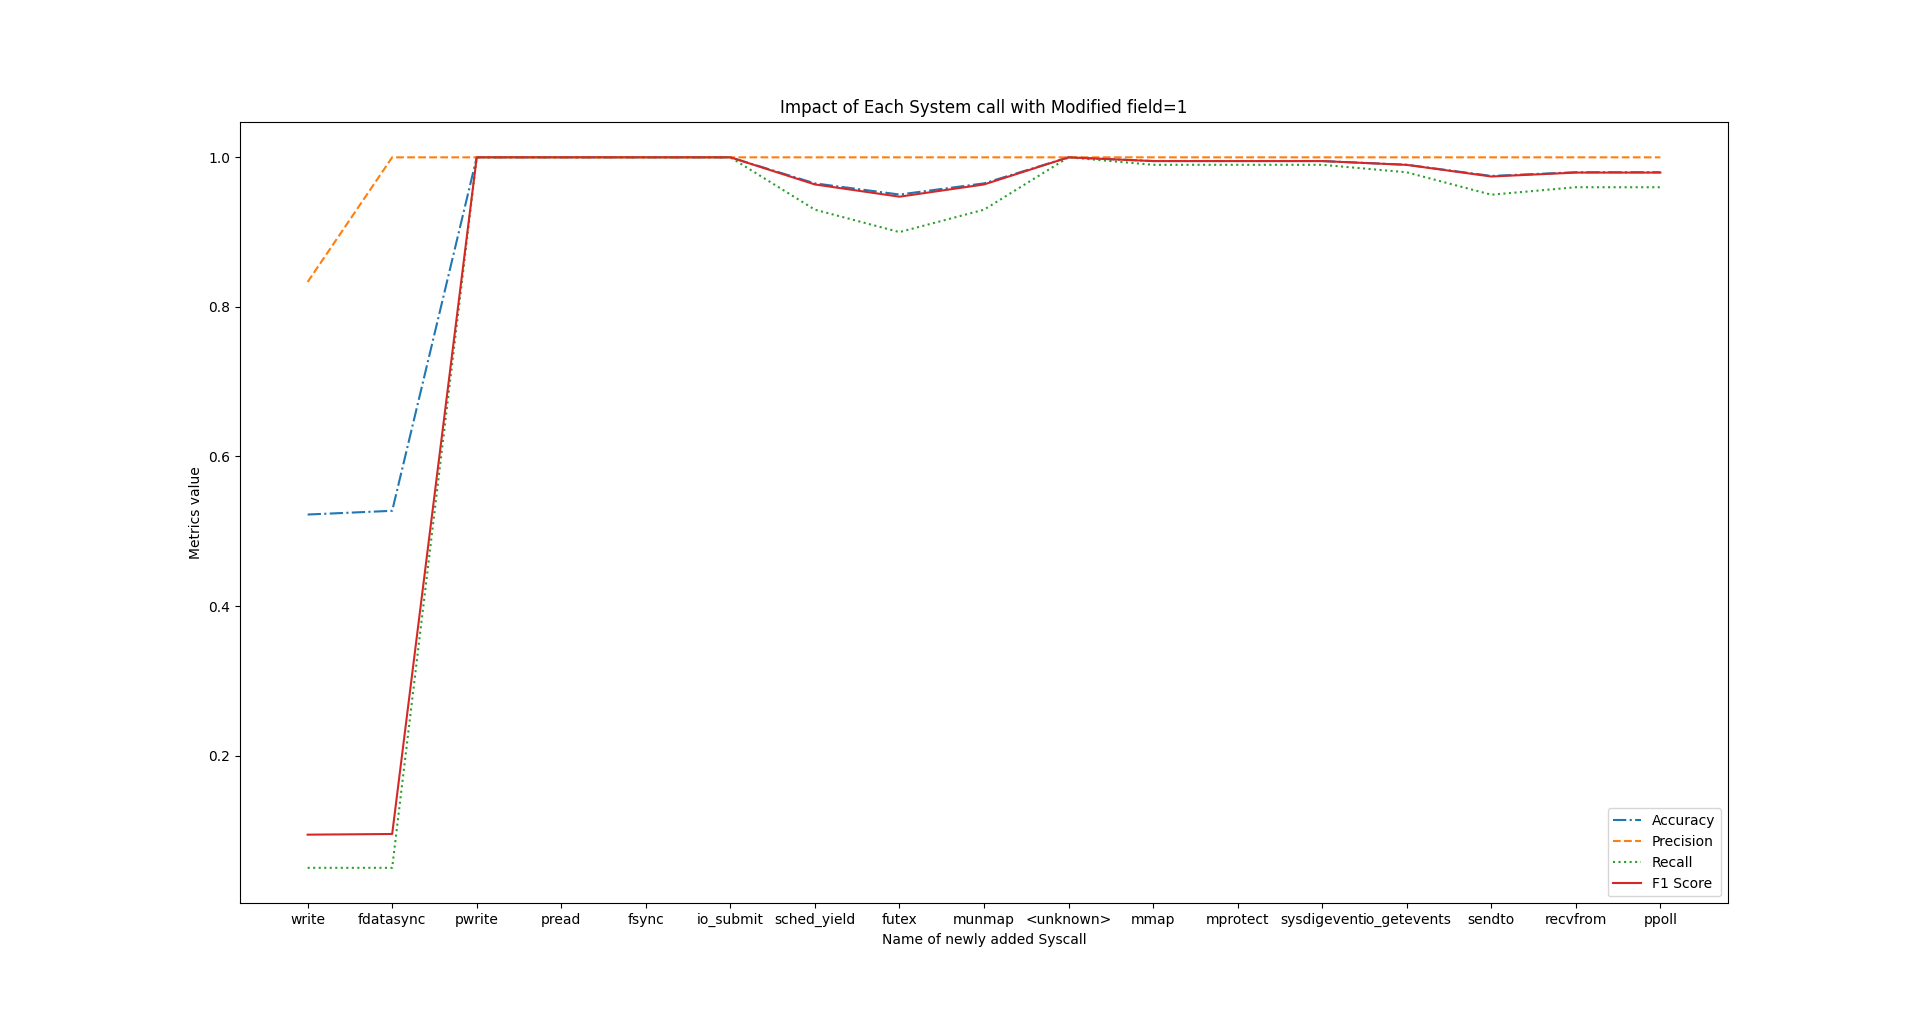 Impact of Each System call with Modified field=1
1.0
0.8
0.6
0.4
0.2
Metrics value
Accuracy
Precision
Recall
F1 Score
write fdatasync pwrite pread fsync io_submit sched_yield futex munmap <unknown> mmap mprotect sysdigevent io_getevents sendto recvfrom ppoll
Name of newly added Syscall